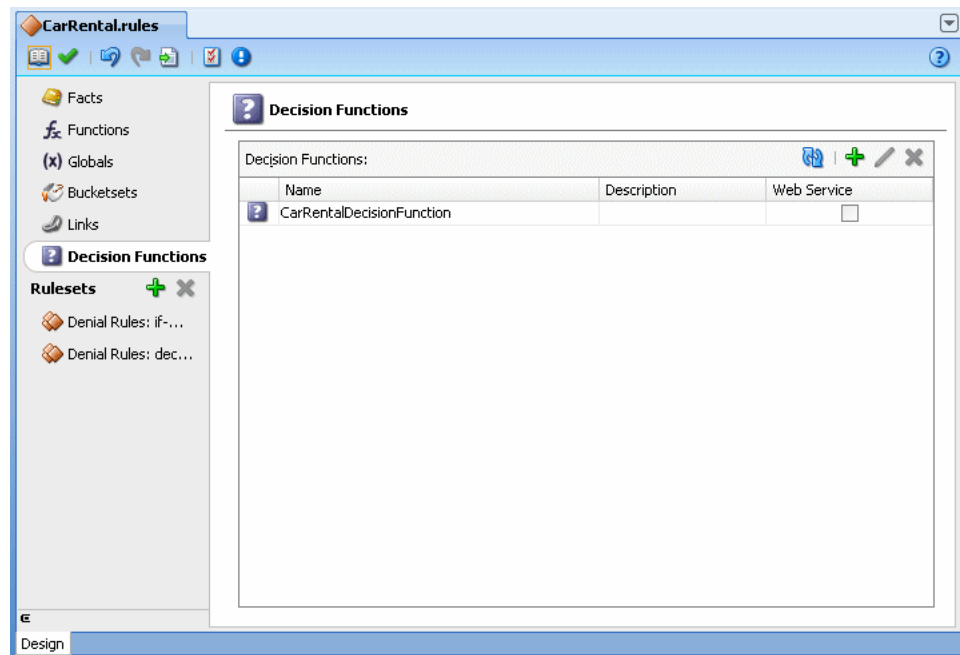 CarRental.rules
Facts
Decision Functions
fx Functions
(x) Globals
Decision Functions:
Bucketsets
Name Description Web Service
CarRentalDecisionFunction
Links
Decision Functions
Rulesets
Denial Rules: if-...
Denial Rules: dec...
Design